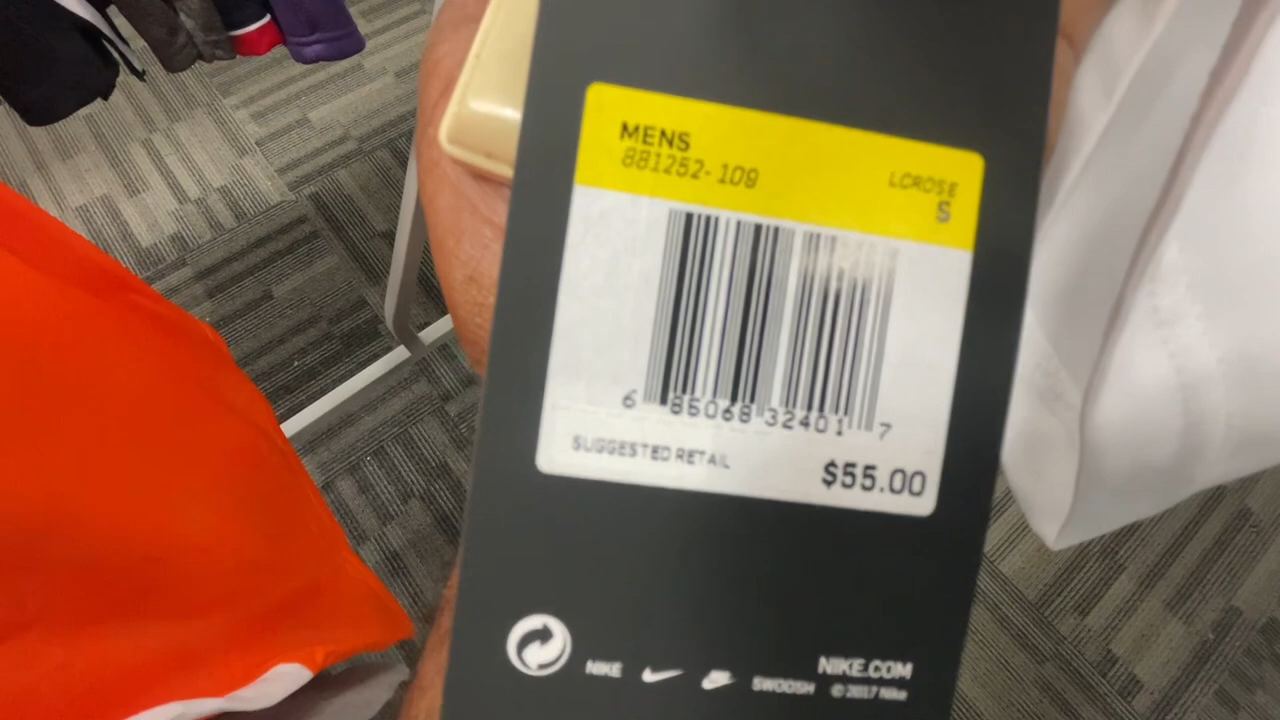 MENS
881252-109
LCROSE
S
6 85068 32401 7
SUGGESTED RETAIL
$55.00
NIKE SWOOSH
NIKE.COM
© 2017 Nike